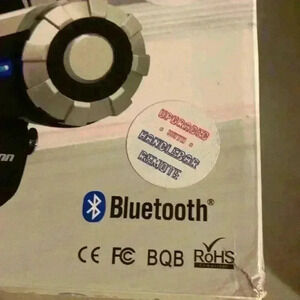 UPGRADED
WITH
HANDLEBAR
REMOTE
Bluetooth®
CE FC BQB RoHS